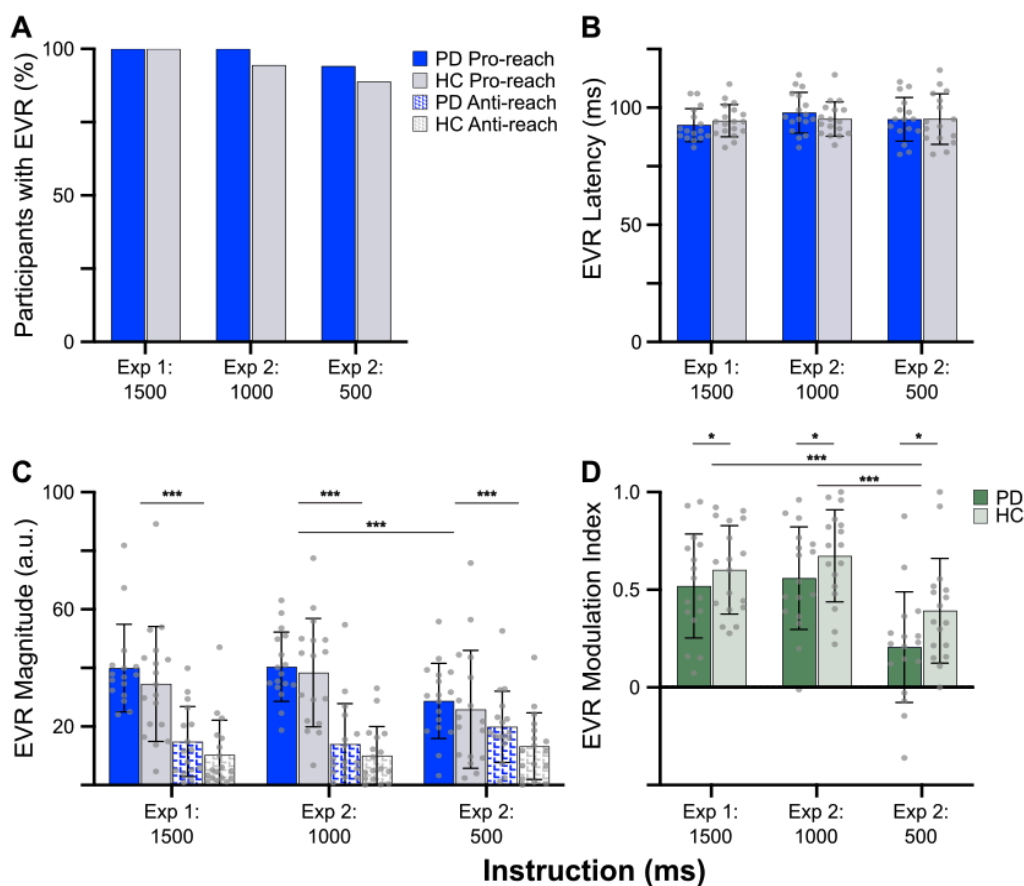 A
Participants with EVR (%)
100
50
0
Exp 1:
1500
Exp 2:
1000
Exp 2:
500
PD Pro-reach
HC Pro-reach
PD Anti-reach
HC Anti-reach
B
EVR Latency (ms)
100
50
0
Exp 1:
1500
Exp 2:
1000
Exp 2:
500
C
EVR Magnitude (a.u.)
100
60
20
***
***
***
***
Exp 1:
1500
Exp 2:
1000
Exp 2:
500
D
EVR Modulation Index
1.0
0.5
0
*
*
*
***
***
PD
HC
Exp 1:
1500
Exp 2:
1000
Exp 2:
500
Instruction (ms)